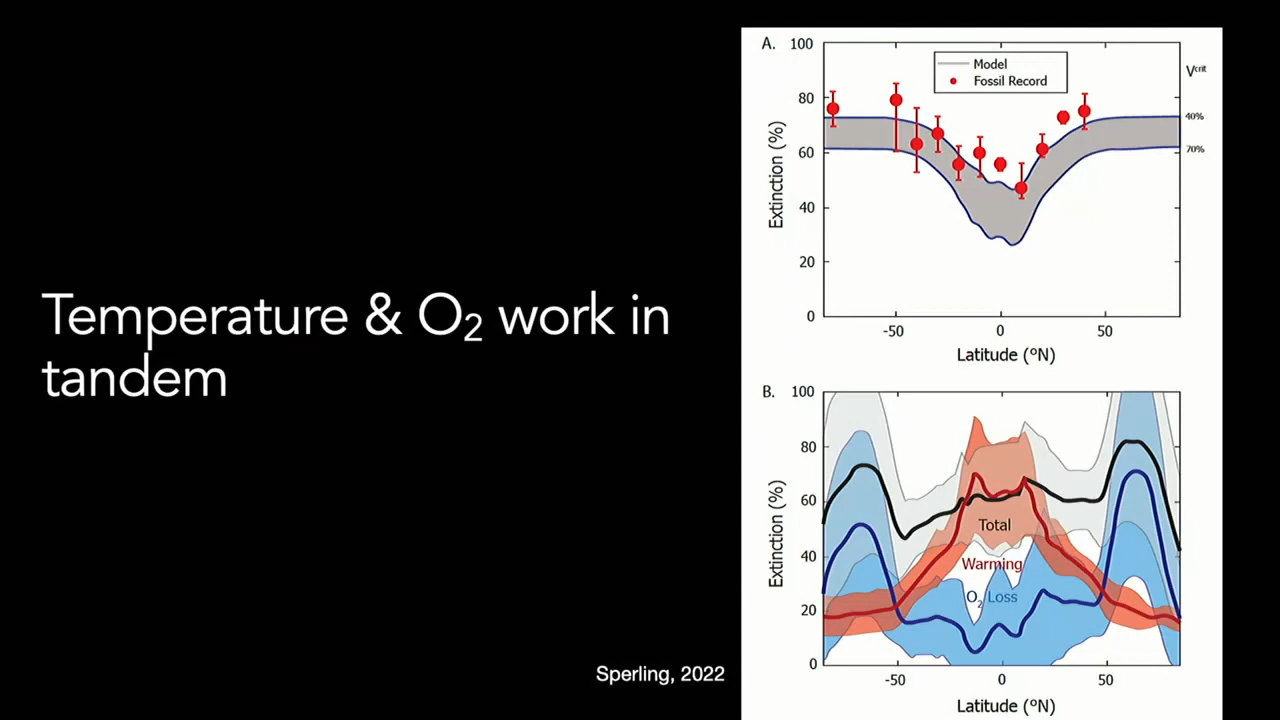 Temperature & O2 work in
tandem
Sperling, 2022
A.
100
80
60
40
20
0
Extinction (%)
Model
Fossil Record
Vcrit
40%
70%
-50
0
50
Latitude (ºN)
B.
100
80
60
40
20
0
Extinction (%)
Total
Warming
O2 Loss
-50
0
50
Latitude (ºN)